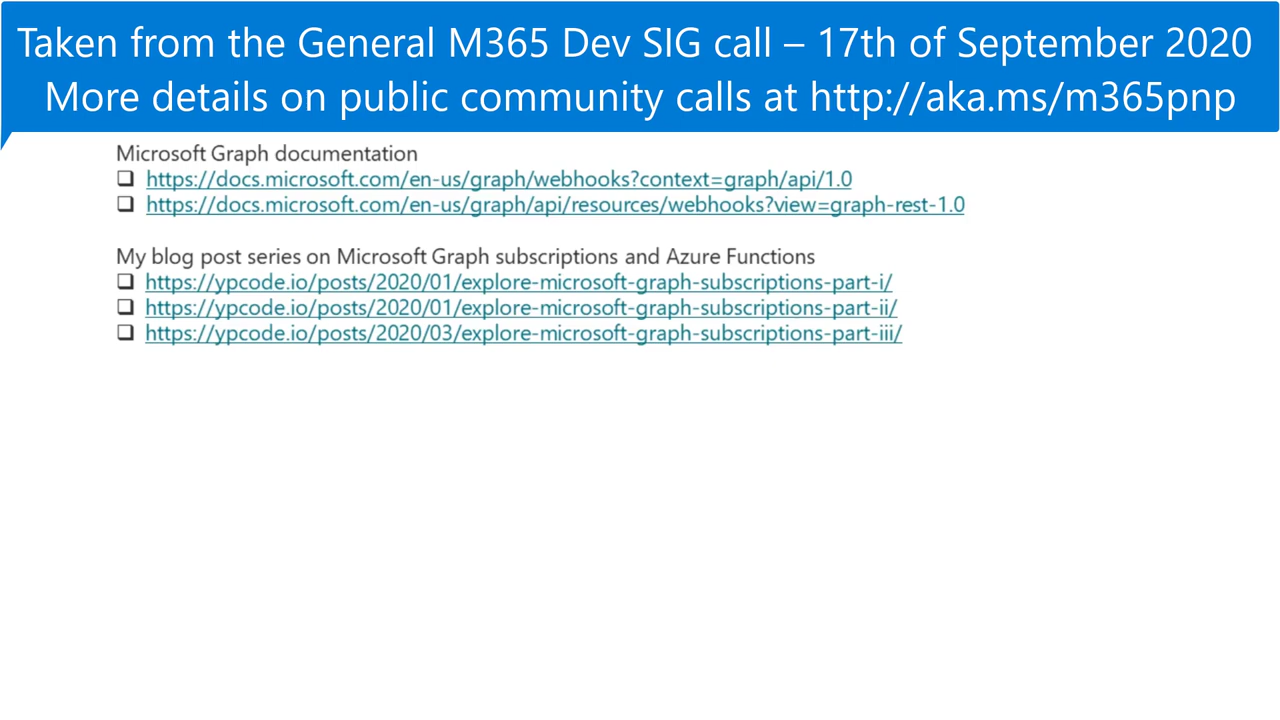 Taken from the General M365 Dev SIG call – 17th of September 2020
More details on public community calls at http://aka.ms/m365pnp
Microsoft Graph documentation
❑ https://docs.microsoft.com/en-us/graph/webhooks?context=graph/api/1.0
❑ https://docs.microsoft.com/en-us/graph/api/resources/webhooks?view=graph-rest-1.0
My blog post series on Microsoft Graph subscriptions and Azure Functions
❑ https://ypcode.io/posts/2020/01/explore-microsoft-graph-subscriptions-part-i/
❑ https://ypcode.io/posts/2020/01/explore-microsoft-graph-subscriptions-part-ii/
❑ https://ypcode.io/posts/2020/03/explore-microsoft-graph-subscriptions-part-iii/